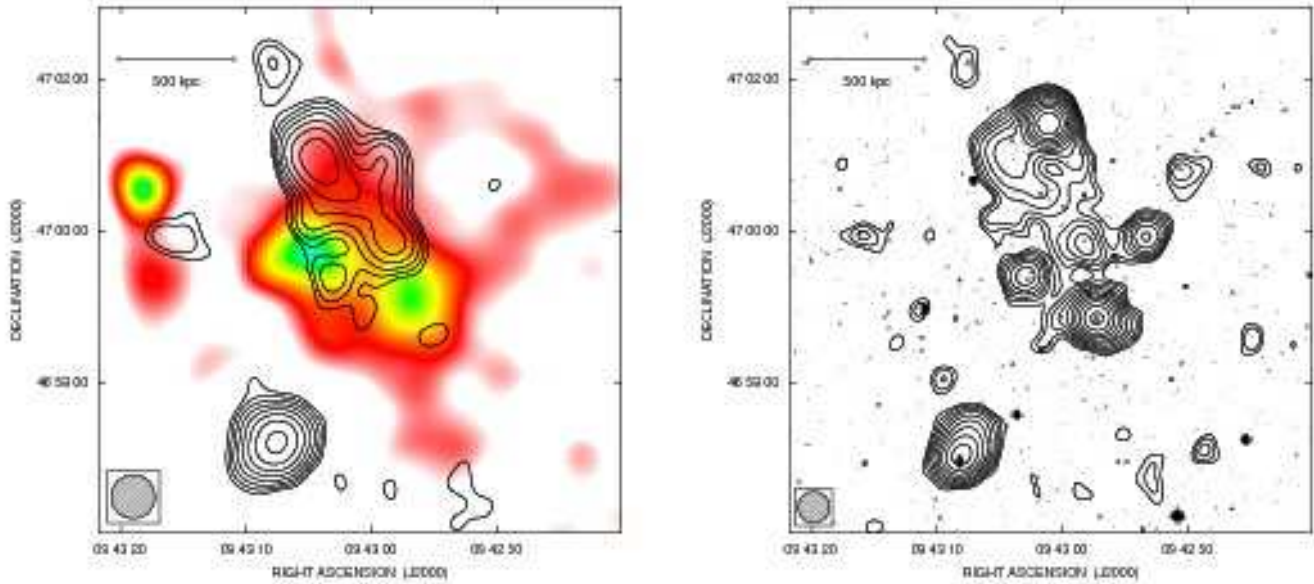 500 kpc
DECLINATION (J2000)
47 02 00
47 00 00
46 58 00
09 43 20
09 43 10
09 43 00
09 42 50
RIGHT ASCENSION (J2000)
500 kpc
DECLINATION (J2000)
47 02 00
47 00 00
46 58 00
09 43 20
09 43 10
09 43 00
09 42 50
RIGHT ASCENSION (J2000)